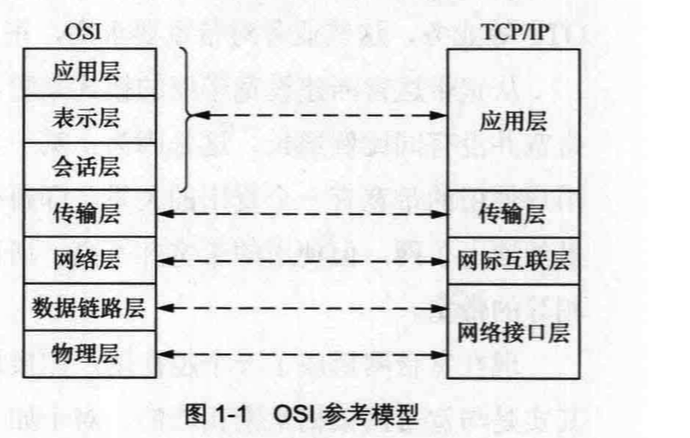 OSI
TCP/IP
应用层
表示层
会话层
传输层
网络层
数据链路层
物理层
应用层
传输层
网际互联层
网络接口层
图 1-1 OSI 参考模型